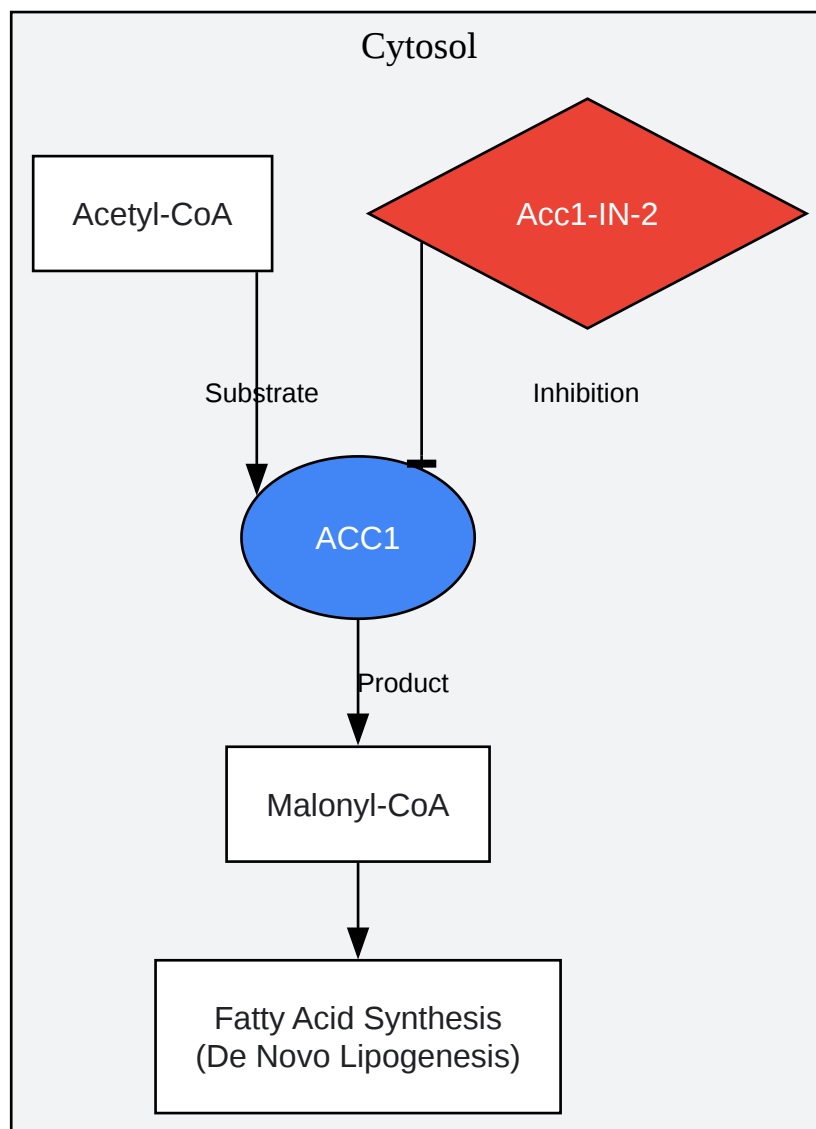 Cytosol
Acetyl-CoA
Acc1-IN-2
Substrate
Inhibition
ACC1
Product
Malonyl-CoA
Fatty Acid Synthesis
(De Novo Lipogenesis)